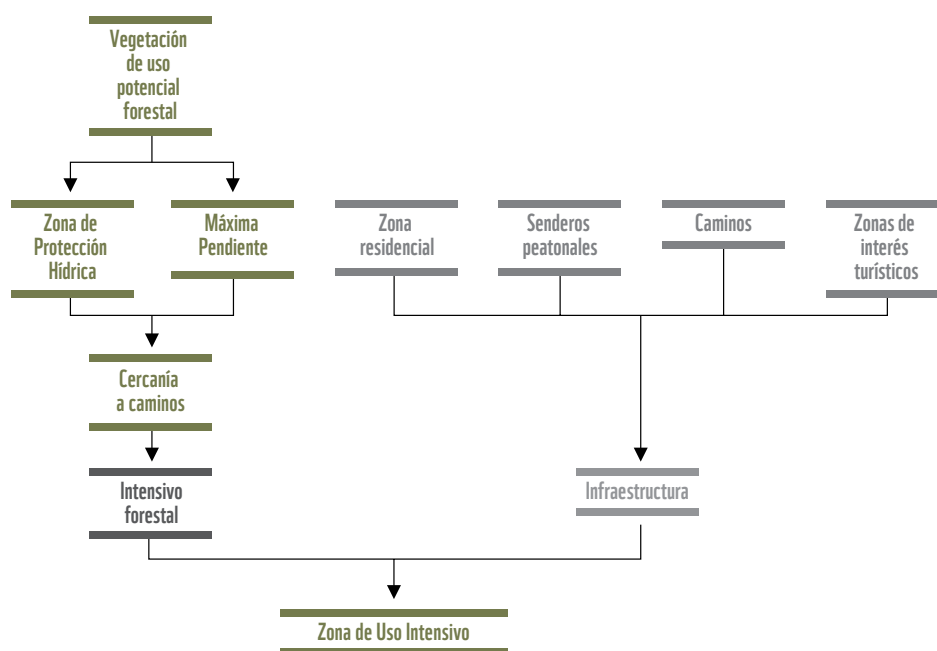 Vegetación
de uso
potencial
forestal
Zona de
Protección
Hídrica
Máxima
Pendiente
Zona
residencial
Senderos
peatonales
Caminos
Zonas de
interés
turísticos
Cercanía
a caminos
Intensivo
forestal
Infraestructura
Zona de Uso Intensivo